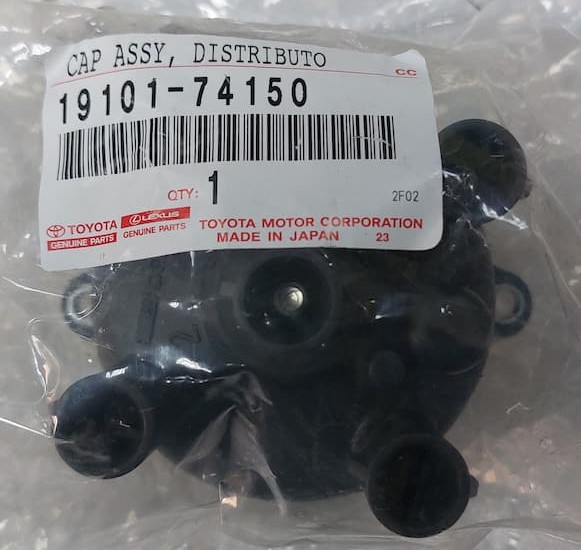 CAP ASSY, DISTRIBUTO
CC
19101-74150
QTY: 1
2F02
TOYOTA
GENUINE PARTS
LEXUS
GENUINE PARTS
TOYOTA MOTOR CORPORATION
MADE IN JAPAN 23